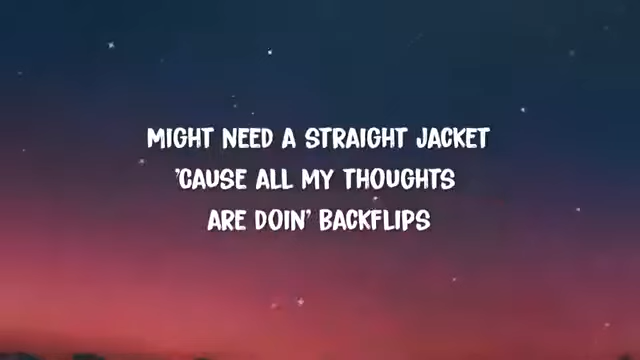 MIGHT NEED A STRAIGHT JACKET
'CAUSE ALL MY THOUGHTS
ARE DOIN' BACKFLIPS